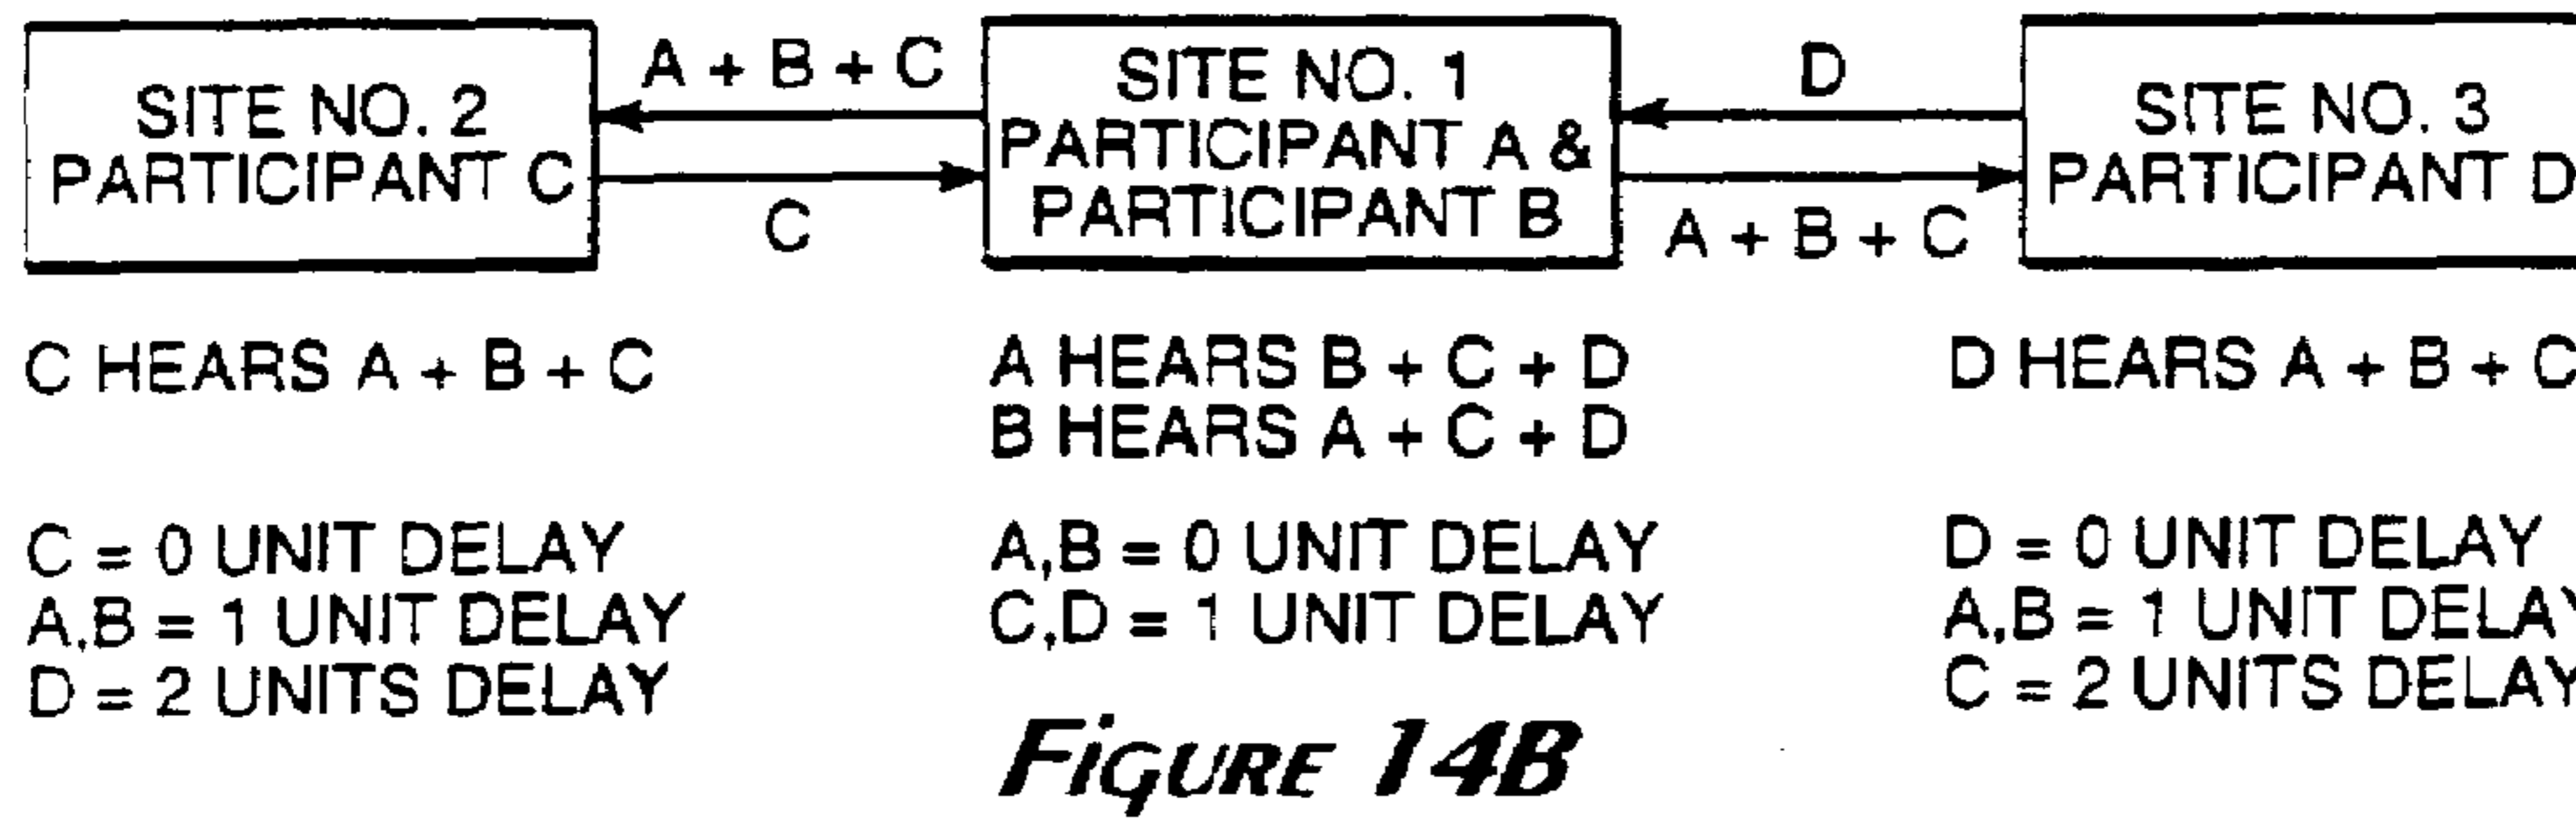 SITE NO. 2
PARTICIPANT C
A + B + C
C
SITE NO. 1
PARTICIPANT A &
PARTICIPANT B
D
A + B + C
SITE NO. 3
PARTICIPANT D
C HEARS A + B + C
A HEARS B + C + D
B HEARS A + C + D
D HEARS A + B + C
C = 0 UNIT DELAY
A,B = 1 UNIT DELAY
D = 2 UNITS DELAY
A,B = 0 UNIT DELAY
C,D = 1 UNIT DELAY
D = 0 UNIT DELAY
A,B = 1 UNIT DELAY
C = 2 UNITS DELAY
FIGURE 14B